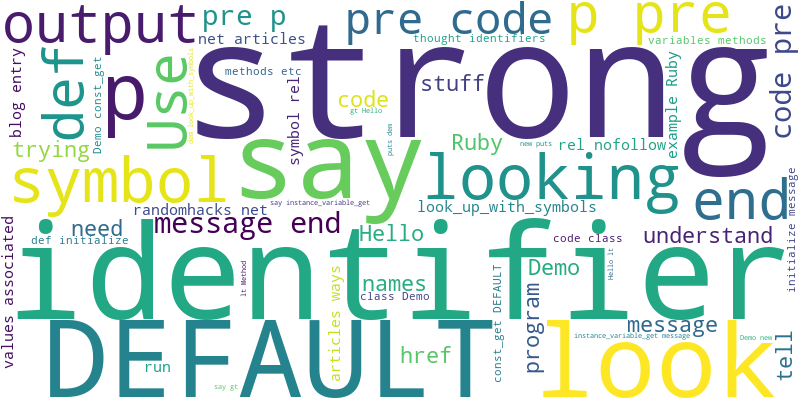 output
pre p
net articles
pre code
thought identifiers
p pre
variables methods
code pre
blog entry
def
Demo const_get
p
use
def look_up_with_symbols
strong
methods etc
symbol rel
code
gt Hello
stuff
puts dem
Ruby
new puts
rel nofollow
example Ruby
trying
symbol
say
looking
end
say instance_variable_get
look_up_with_symbols
randomhacks net
message end
need
def initialize
Hello
code class
understand
initialize message
values associated
identifier
lt Method
names
class Demo
Demo
Hello lt
DEFAULT
articles ways
href
const_get DEFAULT
program
look
message
instance_variable_get message
Demo new
tell
run
say gt